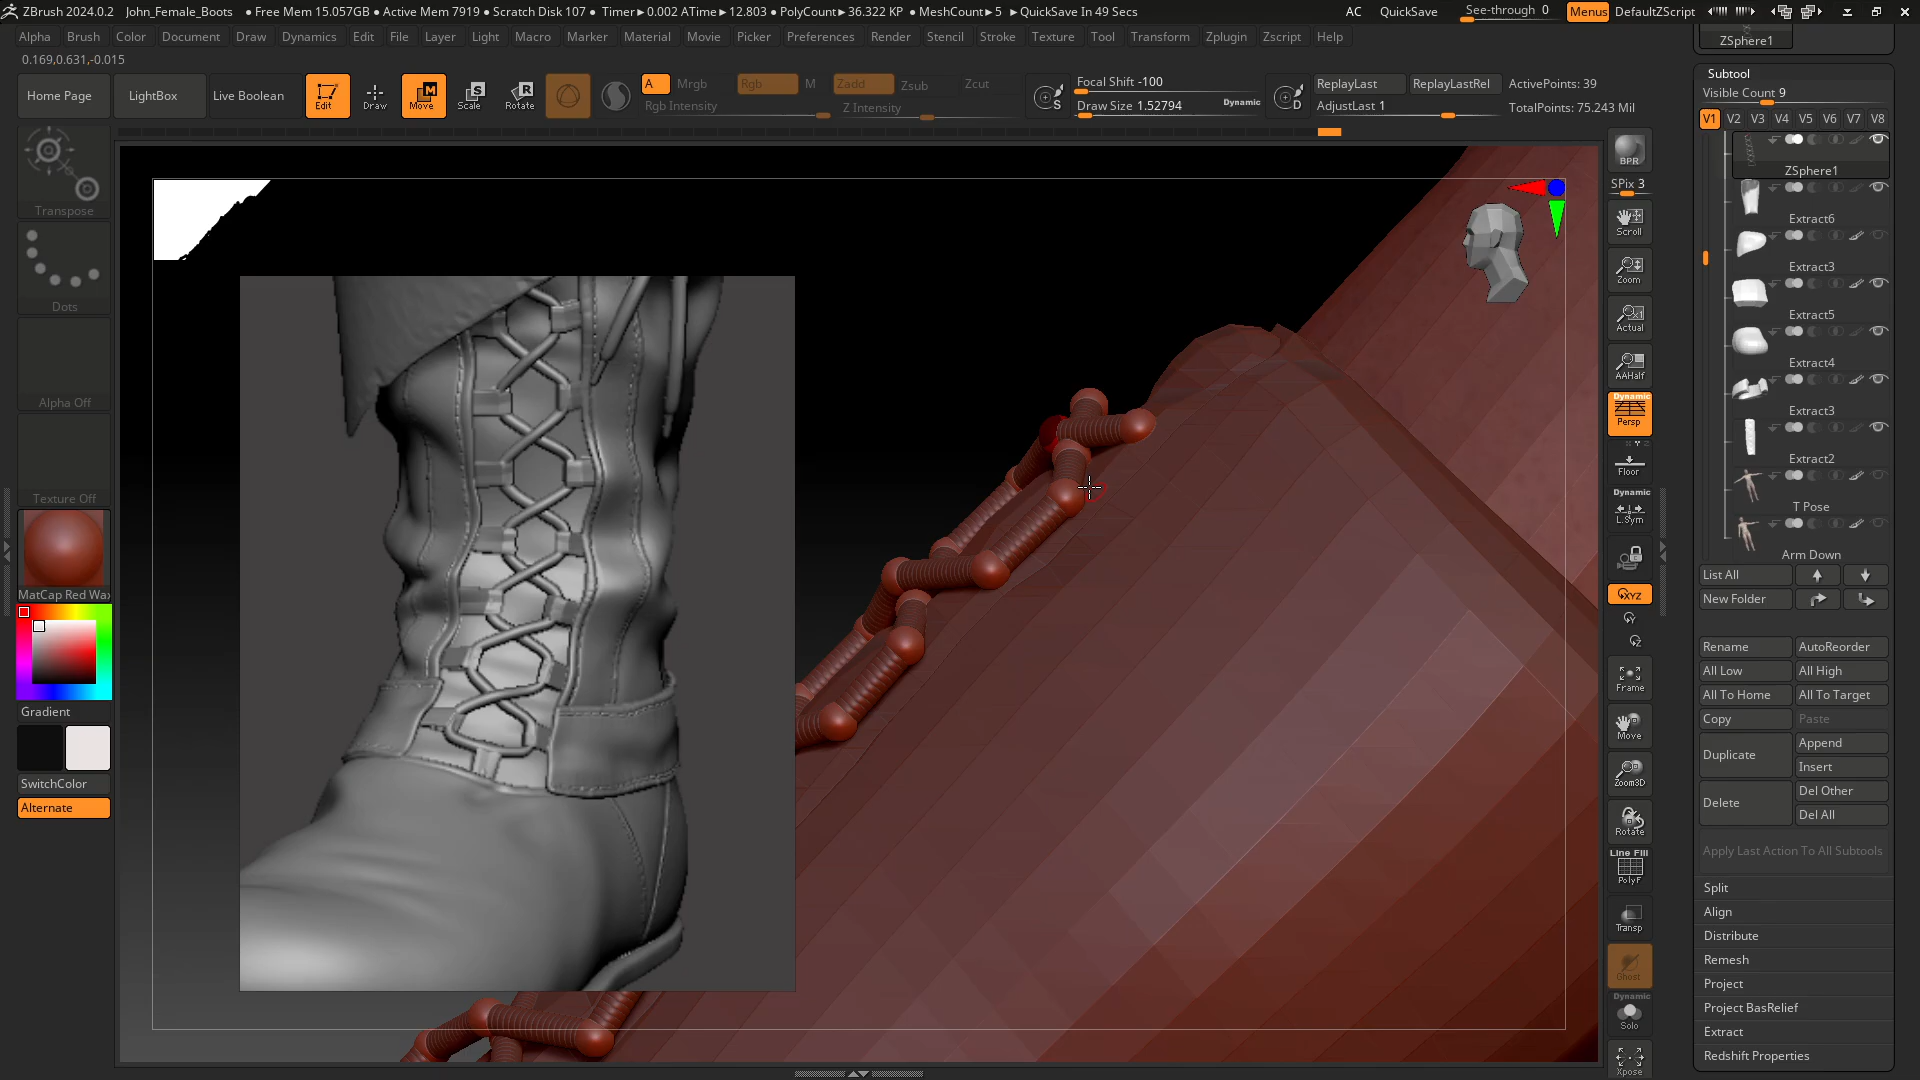 ZBrush 2024.0.2 John_Female_Boots ● Free Mem 15.057GB ● Active Mem 7919 ● Scratch Disk 107 ● Timer ▸ 0.002 ATime ▸ 12.803 ● PolyCount ▸ 36.322 KP ● MeshCount ▸ 5 ▸ QuickSave In 49 Secs AC QuickSave See-through 0 Menus DefaultZScript
Alpha Brush Color Document Draw Dynamics Edit File Layer Light Macro Marker Material Movie Picker Preferences Render Stencil Stroke Texture Tool Transform Zplugin Zscript Help
0.169,0.631,-0.015
Home Page LightBox Live Boolean Edit Draw Move Scale Rotate
A Mrgb Rgb M Zadd Zsub Zcut
Rgb Intensity Z Intensity
Focal Shift -100
Draw Size 1.52794 Dynamic
S
D
ReplayLast ReplayLastRel
AdjustLast 1
ActivePoints: 39
TotalPoints: 75.243 Mil
Transpose
Dots
Alpha Off
Texture Off
MatCap Red Wax
Gradient
SwitchColor
Alternate
BPR
SPix 3
Scroll
Zoom
Actual
AAHalf
Dynamic
Persp
Floor
Dynamic
L.Sym
XYZ
Frame
Move
Zoom3D
Rotate
Line Fill
PolyF
Transp
Ghost
Dynamic
Solo
Xpose
ZSphere1
Subtool
Visible Count 9
V1 V2 V3 V4 V5 V6 V7 V8
ZSphere1
Extract6
Extract3
Extract5
Extract4
Extract3
Extract2
T Pose
Arm Down
List All
New Folder
Rename AutoReorder
All Low All High
All To Home All To Target
Copy Paste
Duplicate Append
Insert
Delete Del Other
Del All
Apply Last Action To All Subtools
Split
Align
Distribute
Remesh
Project
Project BasRelief
Extract
Redshift Properties